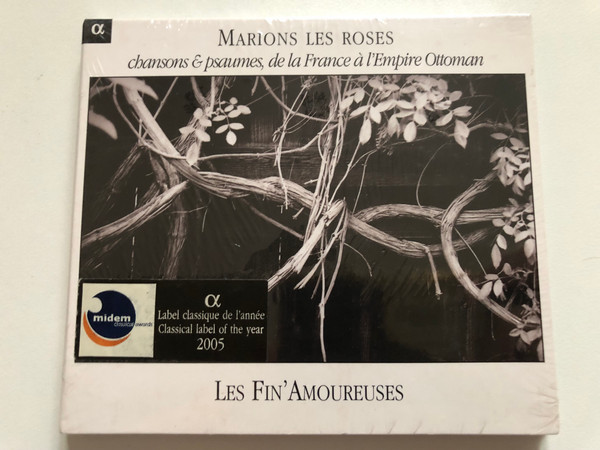 α
MARIONS LES ROSES
chansons & psaumes, de la France à l'Empire Ottoman
midem
classical awards
α
Label classique de l'année
Classical label of the year
2005
LES FIN'AMOUREUSES